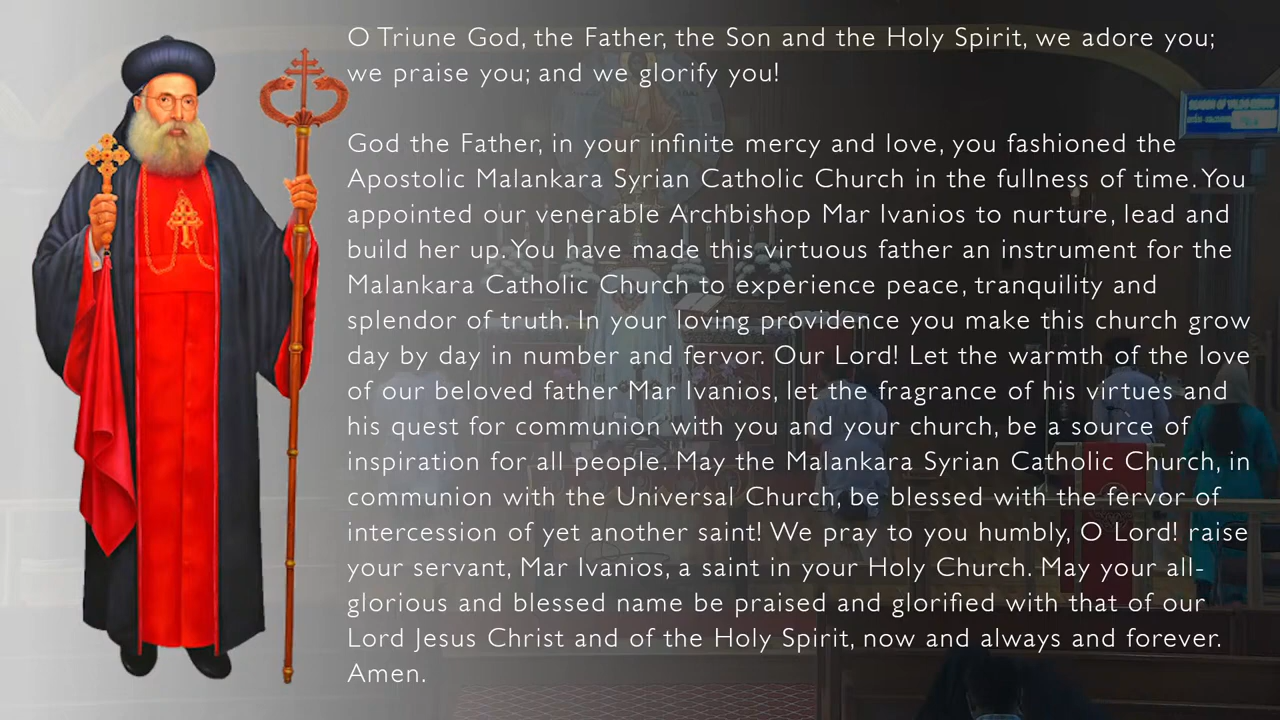 O Triune God, the Father, the Son and the Holy Spirit, we adore you;
we praise you; and we glorify you!
God the Father, in your infinite mercy and love, you fashioned the
Apostolic Malankara Syrian Catholic Church in the fullness of time. You
appointed our venerable Archbishop Mar Ivanios to nurture, lead and
build her up. You have made this virtuous father an instrument for the
Malankara Catholic Church to experience peace, tranquility and
splendor of truth. In your loving providence you make this church grow
day by day in number and fervor. Our Lord! Let the warmth of the love
of our beloved father Mar Ivanios, let the fragrance of his virtues and
his quest for communion with you and your church, be a source of
inspiration for all people. May the Malankara Syrian Catholic Church, in
communion with the Universal Church, be blessed with the fervor of
intercession of yet another saint! We pray to you humbly, O Lord! raise
your servant, Mar Ivanios, a saint in your Holy Church. May your all-
glorious and blessed name be praised and glorified with that of our
Lord Jesus Christ and of the Holy Spirit, now and always and forever.
Amen.